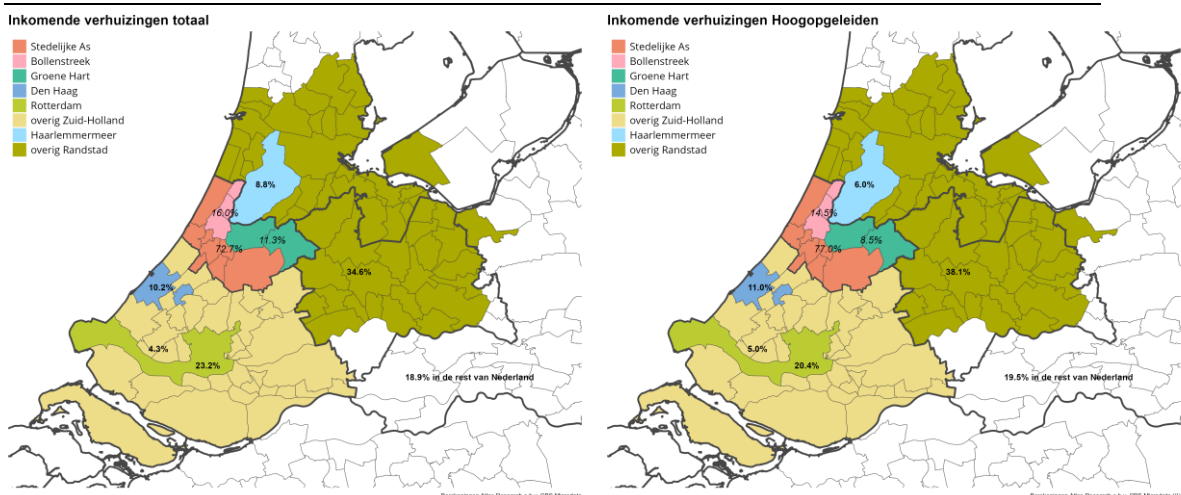 Inkomende verhuizingen totaal
Stedelijke As
Bollenstreek
Groene Hart
Den Haag
Rotterdam
overig Zuid-Holland
Haarlemmermeer
overig Randstad
8.8%
16.0%
11.3%
72.7%
34.6%
10.2%
4.3%
23.2%
18.9% in de rest van Nederland
Inkomende verhuizingen Hoogopgeleiden
Stedelijke As
Bollenstreek
Groene Hart
Den Haag
Rotterdam
overig Zuid-Holland
Haarlemmermeer
overig Randstad
6.0%
14.5%
8.5%
77.0%
38.1%
11.0%
5.0%
20.4%
19.5% in de rest van Nederland